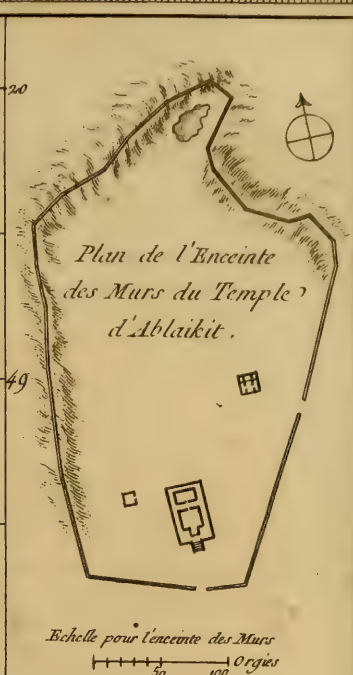 20
Plan de l'Enceinte
des Murs du Temple
d'Ablaikit.
49
Echelle pour l'enceinte des Murs
50 100 Orgies